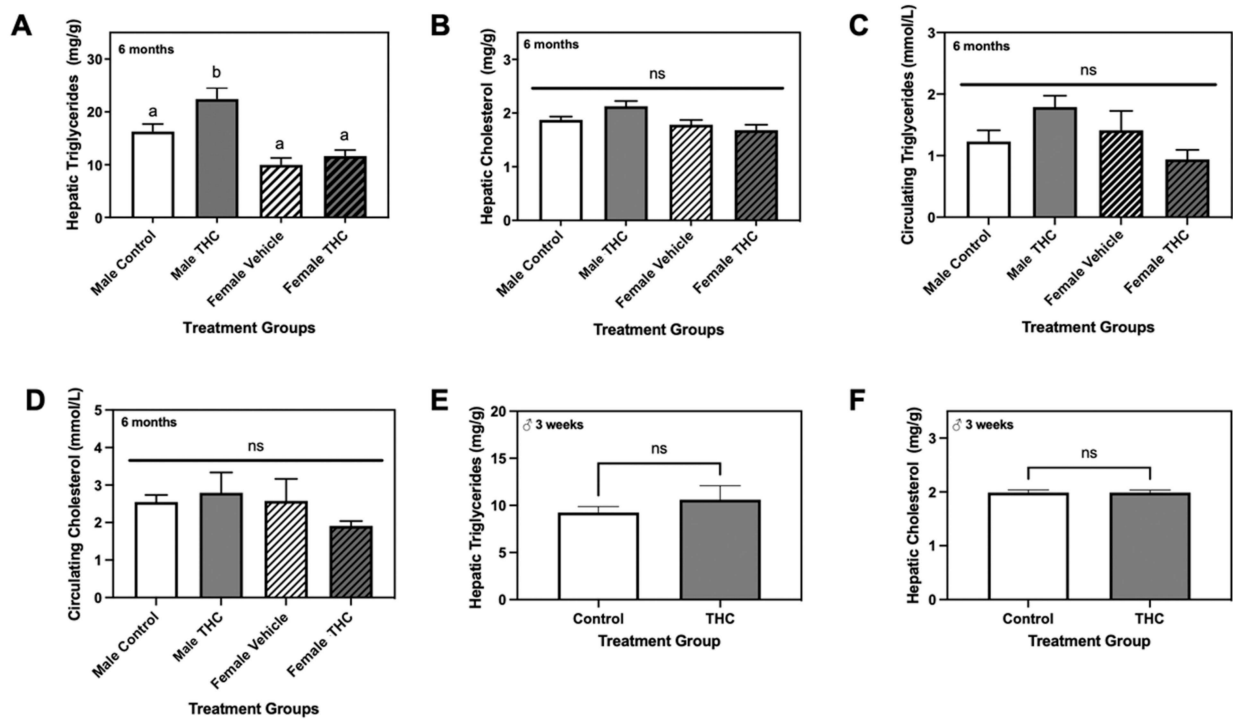 A
Hepatic Triglycerides (mg/g)
6 months
30
20
10
0
a
b
a
a
Male Control
Male THC
Female Vehicle
Female THC
Treatment Groups
B
Hepatic Cholesterol (mg/g)
6 months
3
2
1
0
ns
Male Control
Male THC
Female Vehicle
Female THC
Treatment Groups
C
Circulating Triglycerides (mmol/L)
6 months
3
2
1
0
ns
Male Control
Male THC
Female Vehicle
Female THC
Treatment Groups
D
Circulating Cholesterol (mmol/L)
6 months
5
4
3
2
1
0
ns
Male Control
Male THC
Female Vehicle
Female THC
Treatment Groups
E
Hepatic Triglycerides (mg/g)
♂ 3 weeks
20
15
10
5
0
ns
Control
THC
Treatment Group
F
Hepatic Cholesterol (mg/g)
♂ 3 weeks
3
2
1
0
ns
Control
THC
Treatment Group